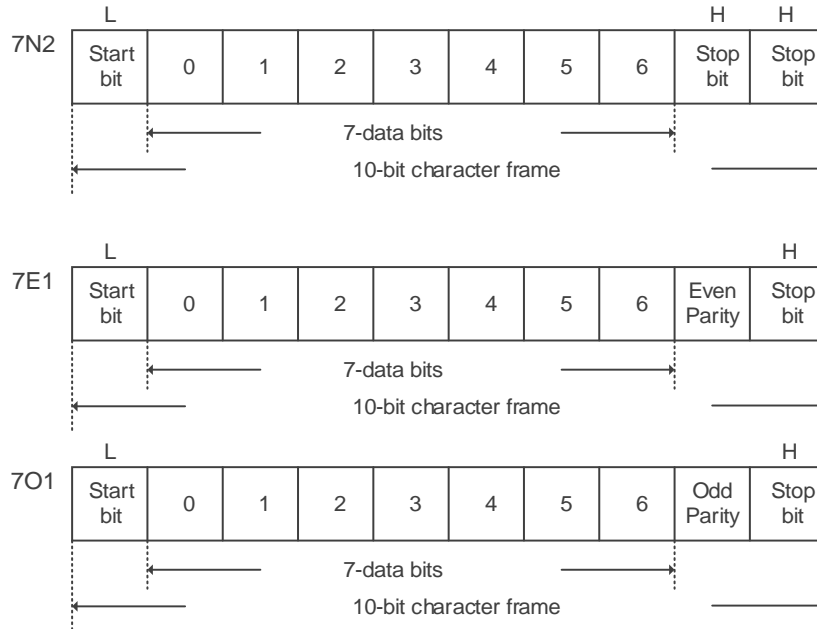 L H H
7N2
Start bit 0 1 2 3 4 5 6 Stop bit Stop bit
7-data bits
10-bit character frame
L H
7E1
Start bit 0 1 2 3 4 5 6 Even Parity Stop bit
7-data bits
10-bit character frame
L H
7O1
Start bit 0 1 2 3 4 5 6 Odd Parity Stop bit
7-data bits
10-bit character frame